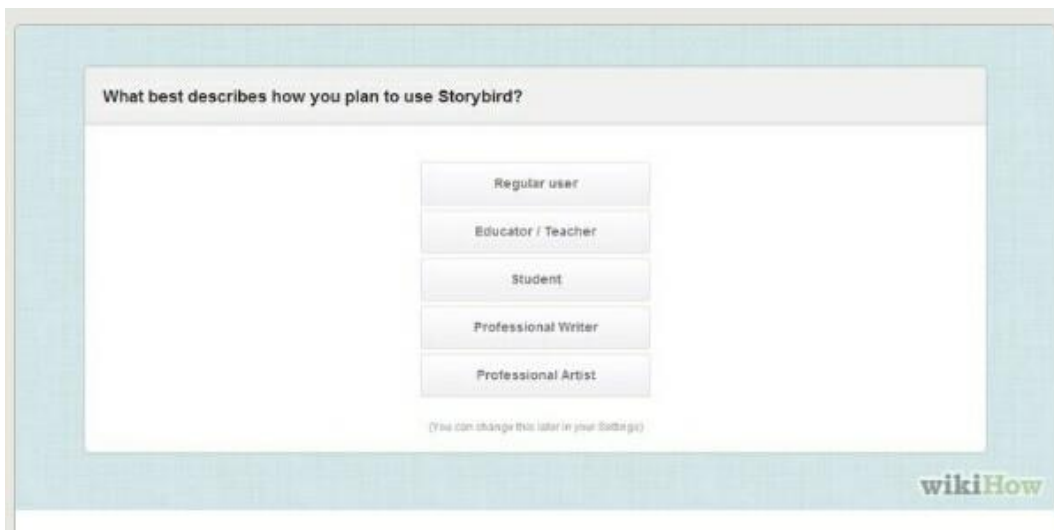 What best describes how you plan to use Storybird?
Regular user
Educator / Teacher
Student
Professional Writer
Professional Artist
(You can change this later in your Settings)
wikiHow